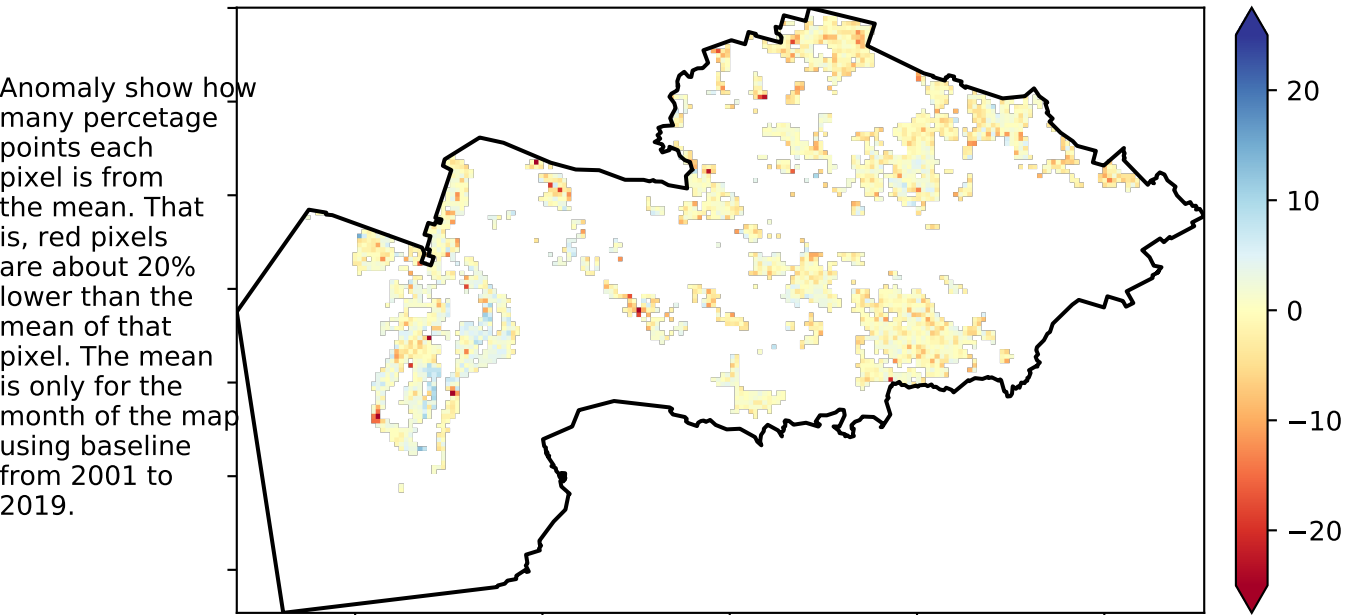 Anomaly show how
many percetage
points each
pixel is from
the mean. That
is, red pixels
are about 20%
lower than the
mean of that
pixel. The mean
is only for the
month of the map
using baseline
from 2001 to
2019.
20
10
0
−10
−20